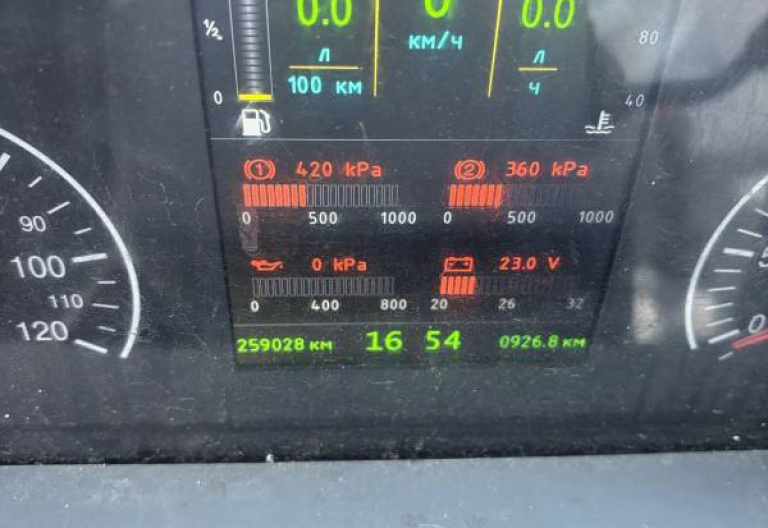 0.0 0 0.0
½ л км/ч л 80
100 км ч
0 40
90
100
110
120
(1) 420 kPa (2) 360 kPa
0 500 1000 0 500 1000
0 kPa 23.0 V
0 400 800 20 26 32
259028 км 16 54 0926.8 км
0